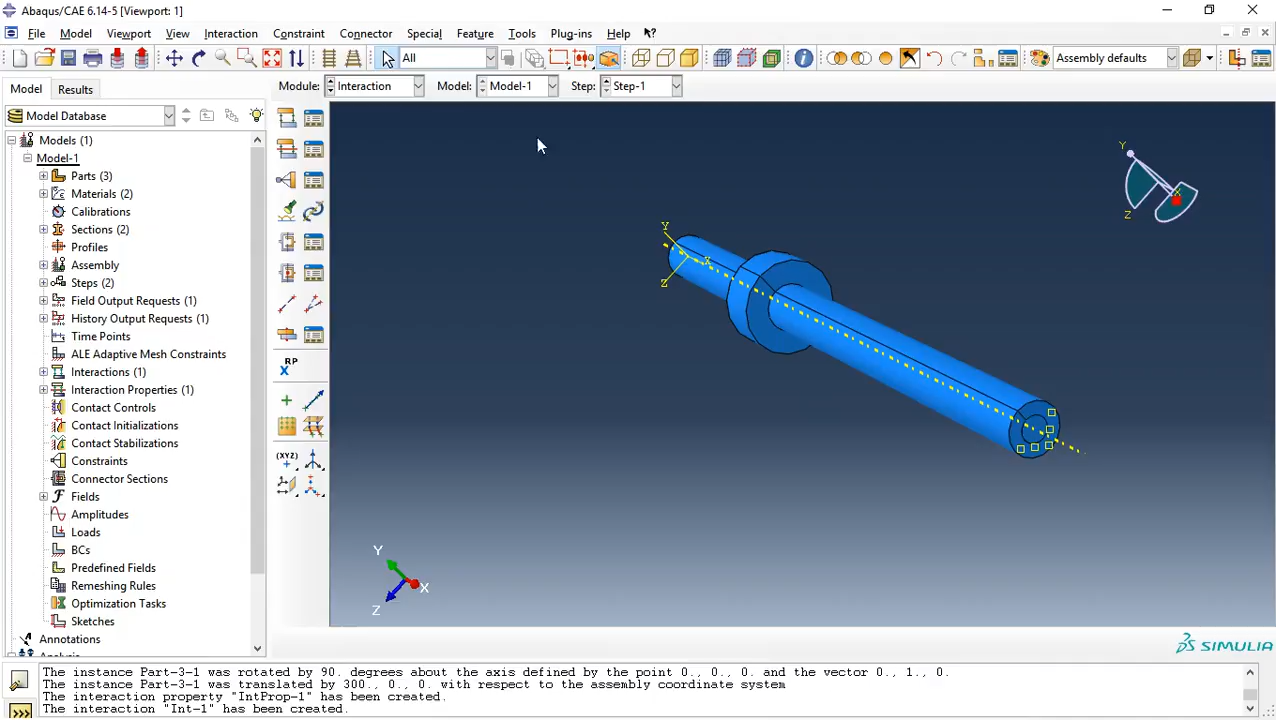 Abaqus/CAE 6.14-5 [Viewport: 1]
File Model Viewport View Interaction Constraint Connector Special Feature Tools Plug-ins Help
All Assembly defaults
Model Results Module: Interaction Model: Model-1 Step: Step-1
Model Database
Models (1)
Model-1
Parts (3)
Materials (2)
Calibrations
Sections (2)
Profiles
Assembly
Steps (2)
Field Output Requests (1)
History Output Requests (1)
Time Points
ALE Adaptive Mesh Constraints
Interactions (1)
Interaction Properties (1)
Contact Controls
Contact Initializations
Contact Stabilizations
Constraints
Connector Sections
Fields
Amplitudes
Loads
BCs
Predefined Fields
Remeshing Rules
Optimization Tasks
Sketches
Annotations
RP
(XYZ)
Y
X
Z
Y
X
Z
Y
X
Z
SIMULIA
The instance Part-3-1 was rotated by 90. degrees about the axis defined by the point 0., 0., 0. and the vector 0., 1., 0.
The instance Part-3-1 was translated by 300., 0., 0. with respect to the assembly coordinate system
The interaction property "IntProp-1" has been created.
The interaction "Int-1" has been created.